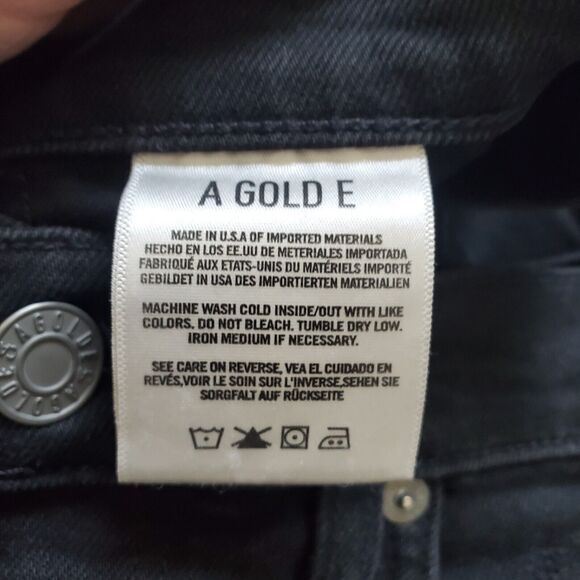 A GOLD E
MADE IN U.S.A OF IMPORTED MATERIALS
HECHO EN LOS EE.UU DE METERIALES IMPORTADA
FABRIQUÉ AUX ETATS-UNIS DU MATÉRIELS IMPORTÉ
GEBILDET IN USA DES IMPORTIERTEN MATERIALIEN
MACHINE WASH COLD INSIDE/OUT WITH LIKE
COLORS. DO NOT BLEACH. TUMBLE DRY LOW.
IRON MEDIUM IF NECESSARY.
SEE CARE ON REVERSE, VEA EL CUIDADO EN
REVÉS,VOIR LE SOIN SUR L'INVERSE,SEHEN SIE
SORGFALT AUF RÜCKSEITE
AGOLDE
AGOLDE